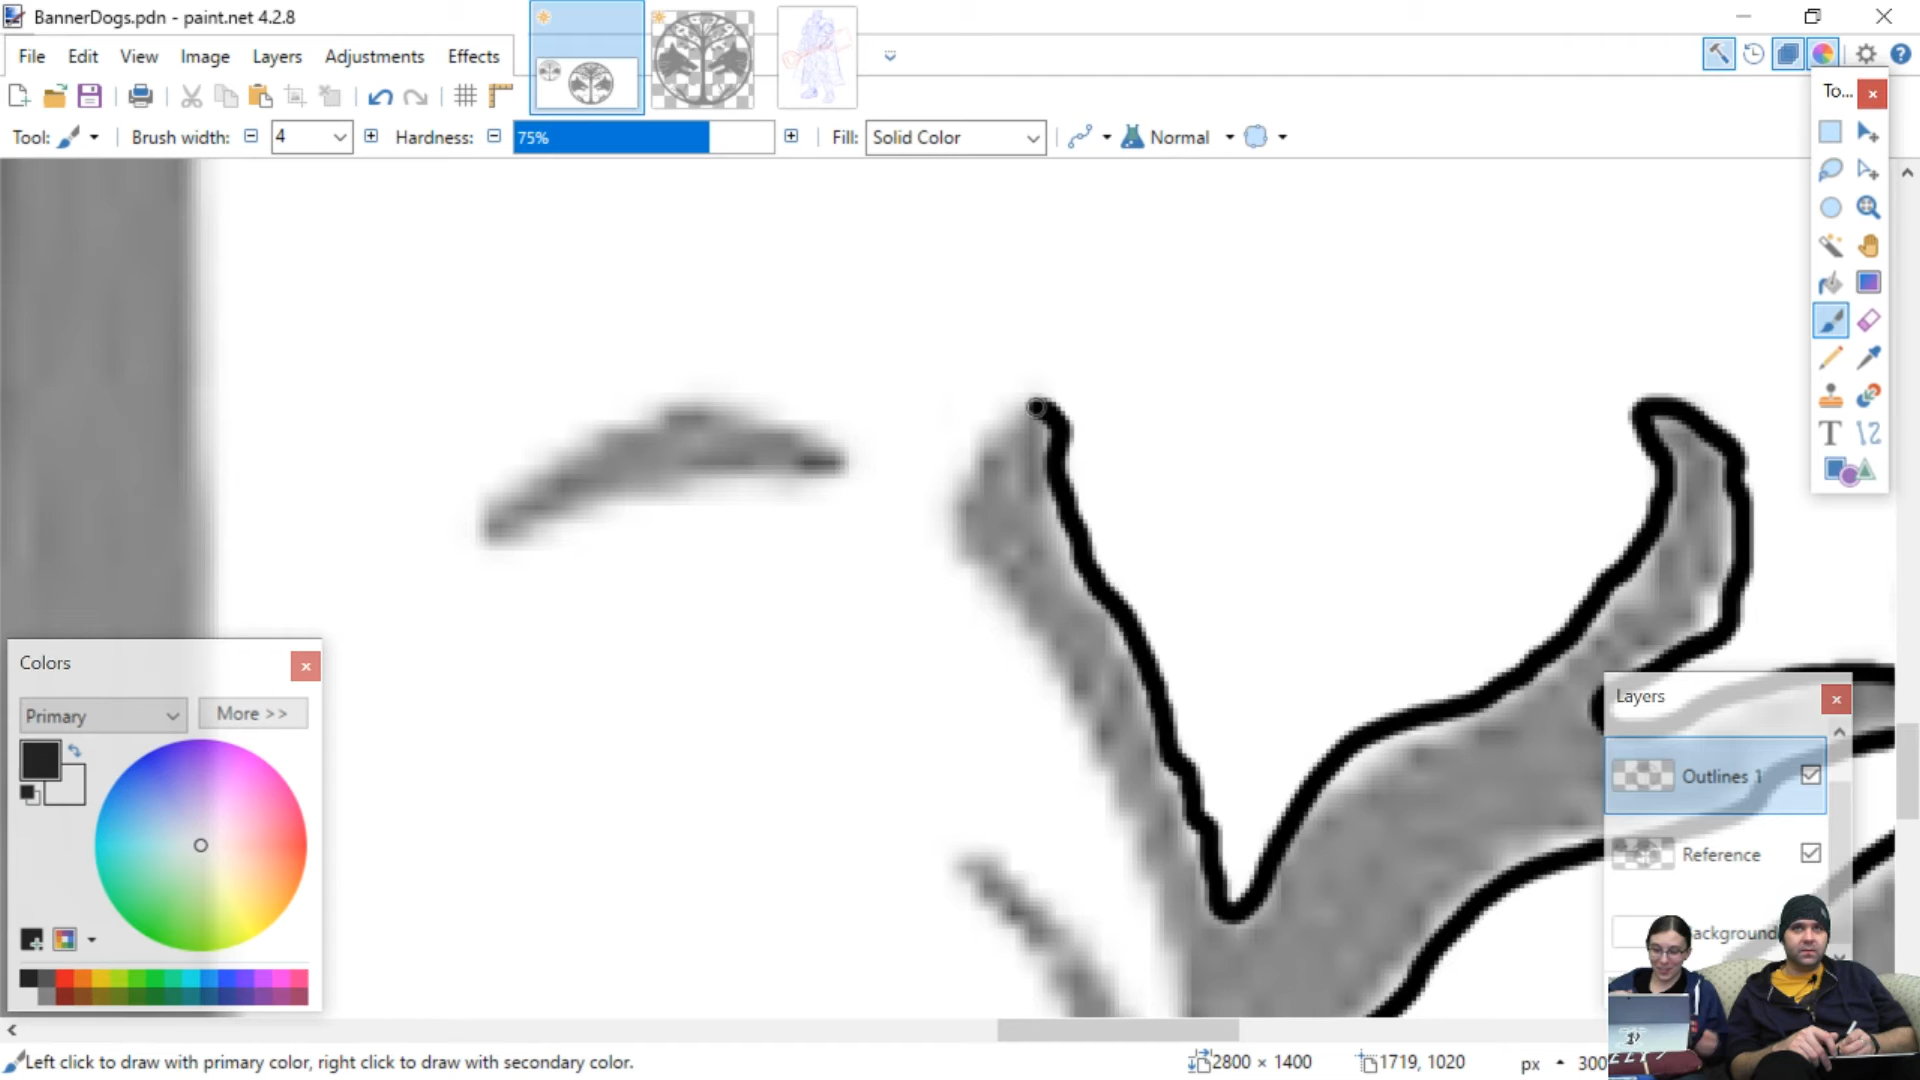 BannerDogs.pdn - paint.net 4.2.8
File Edit View Image Layers Adjustments Effects
Tool: Brush width: 4 Hardness: 75% Fill: Solid Color Normal
To...
T
Colors
Primary More >>
Layers
Outlines 1
Reference
ackground
Left click to draw with primary color, right click to draw with secondary color.
2800 × 1400 1719, 1020 px 300